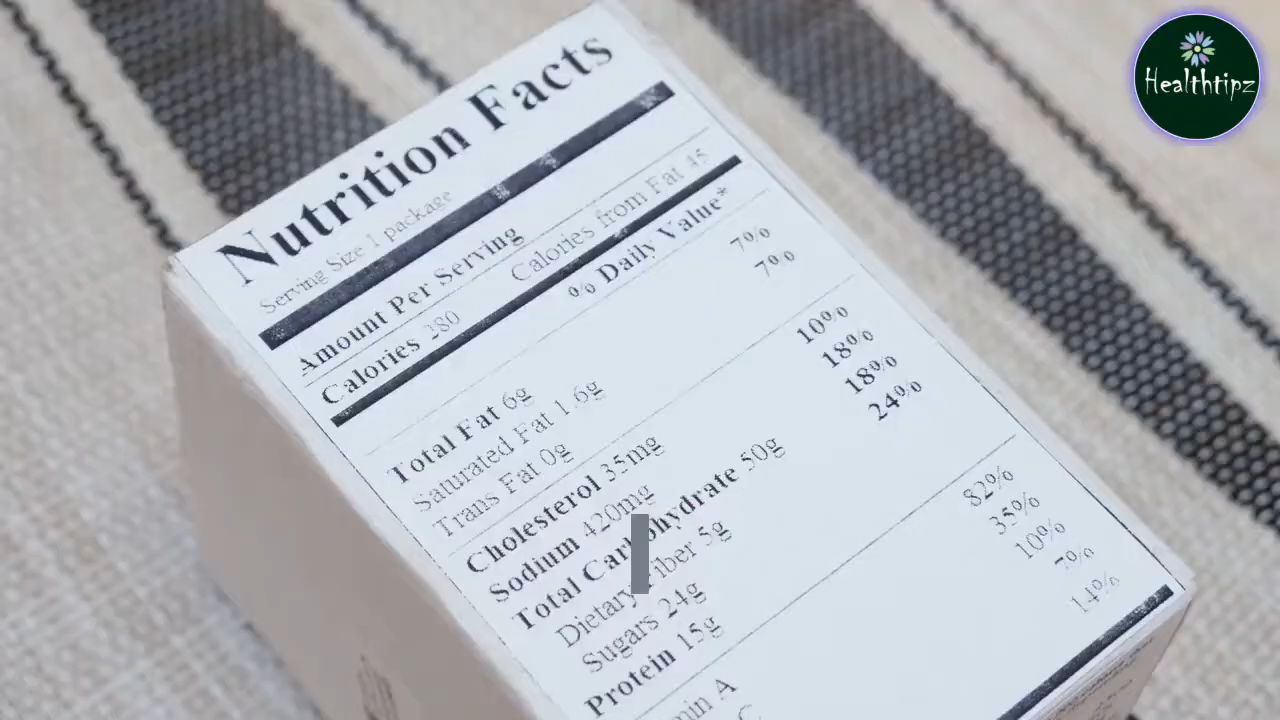 Healthtipz
Nutrition Facts
Serving Size 1 package
Amount Per Serving
Calories 280 Calories from Fat 45
% Daily Value*
Total Fat 6g 7%
Saturated Fat 1.6g 7%
Trans Fat 0g
Cholesterol 35mg 10%
Sodium 420mg 18%
Total Carbohydrate 50g 18%
Dietary Fiber 5g 24%
Sugars 24g
Protein 15g 82%
35%
10%
7%
14%